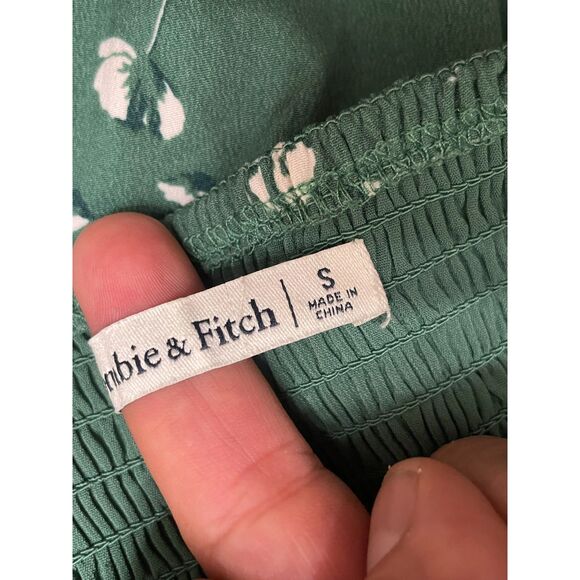 mbie & Fitch
S
MADE IN
CHINA